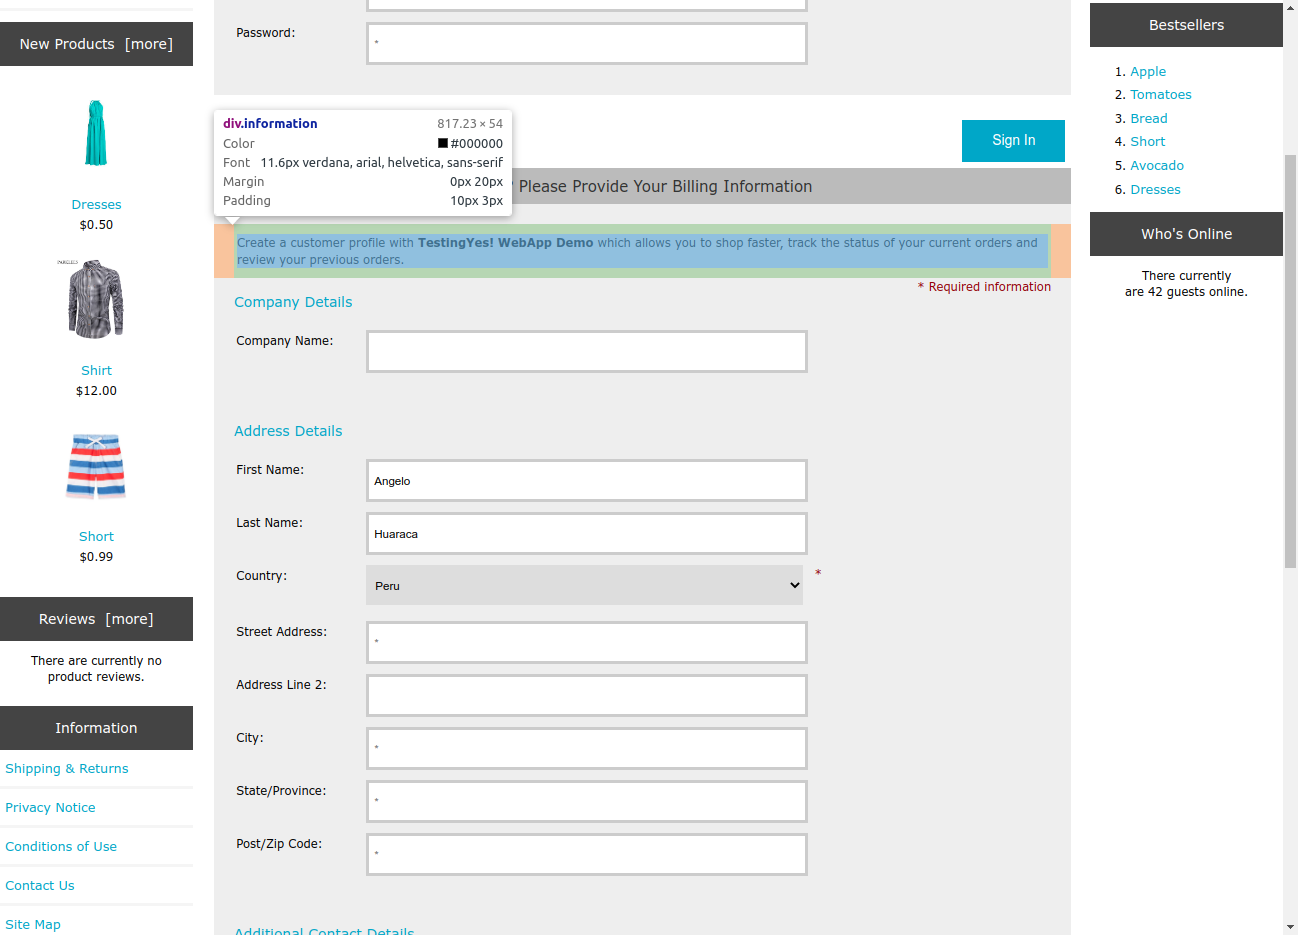 New Products [more]
Dresses
$0.50
Shirt
$12.00
Short
$0.99
Reviews [more]
There are currently no
product reviews.
Information
Shipping & Returns
Privacy Notice
Conditions of Use
Contact Us
Site Map
Password:
*
div.information 817.23 × 54
Color #000000
Font 11.6px verdana, arial, helvetica, sans-serif
Margin 0px 20px
Padding 10px 3px
Sign In
? Please Provide Your Billing Information
Create a customer profile with TestingYes! WebApp Demo which allows you to shop faster, track the status of your current orders and
review your previous orders.
* Required information
Company Details
Company Name:
Address Details
First Name:
Angelo
Last Name:
Huaraca
Country:
Peru
*
Street Address:
*
Address Line 2:
City:
*
State/Province:
*
Post/Zip Code:
*
Additional Contact Details
Bestsellers
1. Apple
2. Tomatoes
3. Bread
4. Short
5. Avocado
6. Dresses
Who's Online
There currently
are 42 guests online.